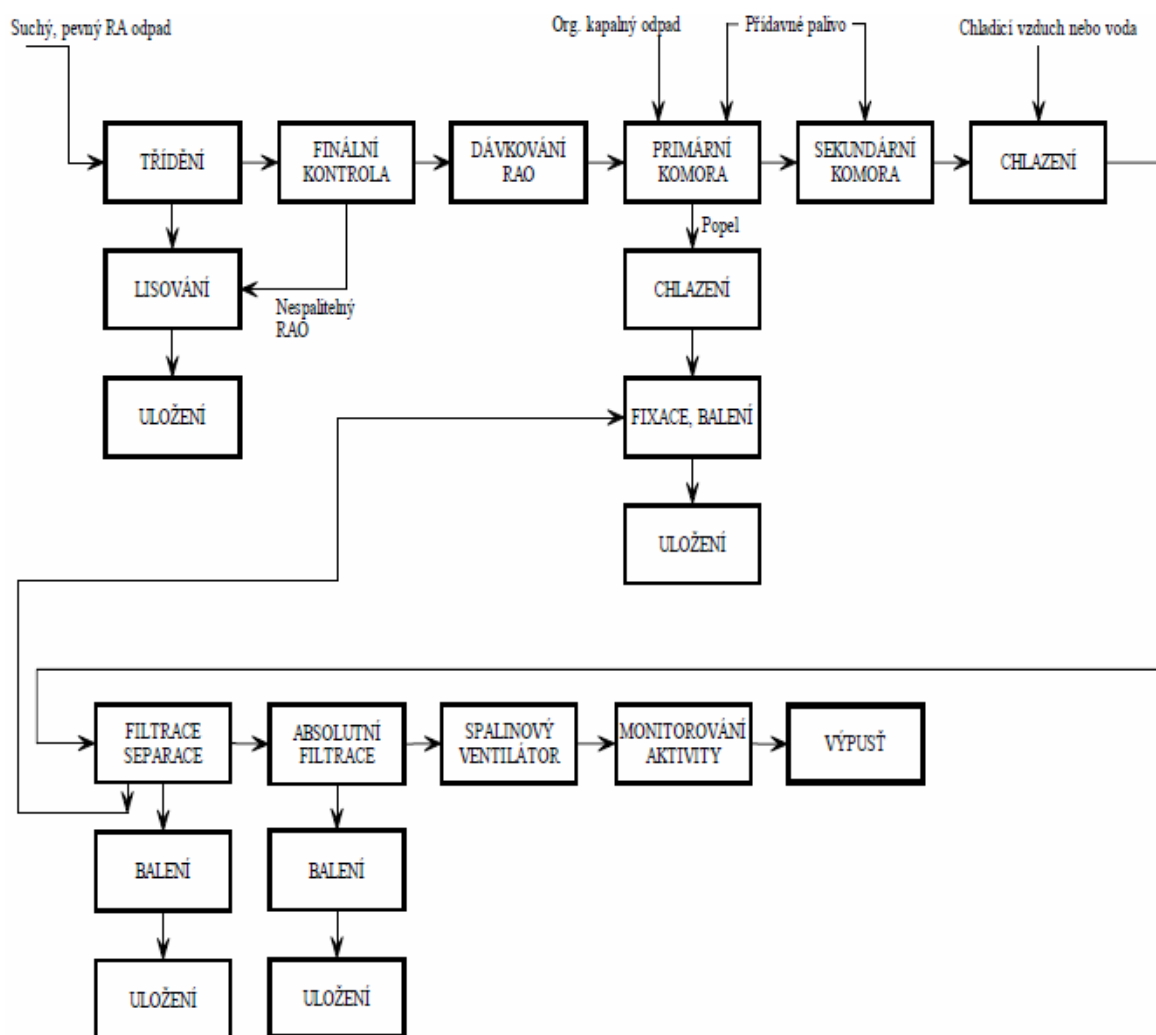 Suchý, pevný RA odpad
Org. kapalný odpad
Přídavné palivo
Chladicí vzduch nebo voda
TŘÍDĚNÍ
FINÁLNÍ
KONTROLA
DÁVKOVÁNÍ
RAO
PRIMÁRNÍ
KOMORA
SEKUNDÁRNÍ
KOMORA
CHLAZENÍ
Popel
LISOVÁNÍ
Nespalitelný
RAO
CHLAZENÍ
ULOŽENÍ
FIXACE, BALENÍ
ULOŽENÍ
FILTRACE
SEPARACE
ABSOLUTNÍ
FILTRACE
SPALINOVÝ
VENTILÁTOR
MONITOROVÁNÍ
AKTIVITY
VÝPUSŤ
BALENÍ
BALENÍ
ULOŽENÍ
ULOŽENÍ